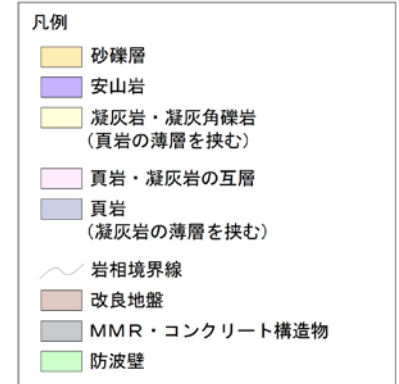 凡例
砂礫層
安山岩
凝灰岩・凝灰角礫岩
(頁岩の薄層を挟む)
頁岩・凝灰岩の互層
頁岩
(凝灰岩の薄層を挟む)
岩相境界線
改良地盤
ＭＭＲ・コンクリート構造物
防波壁